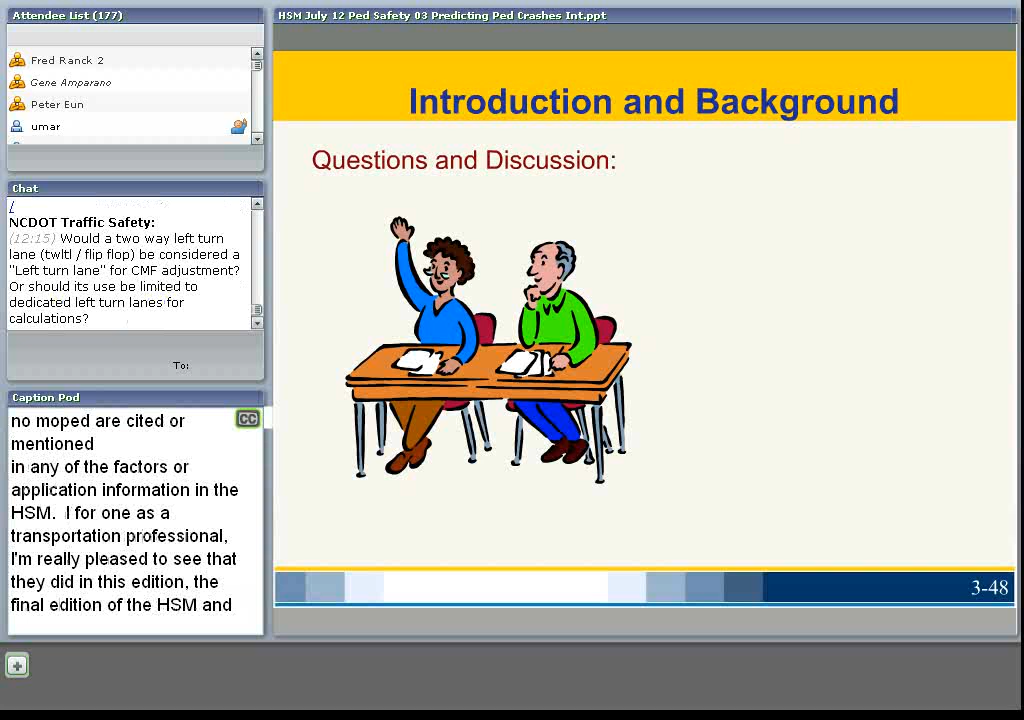 Attendee List (177)
Fred Ranck 2
Gene Amparano
Peter Eun
umar
Chat
/
NCDOT Traffic Safety:
(12:15) Would a two way left turn
lane (twltl / flip flop) be considered a
"Left turn lane" for CMF adjustment?
Or should its use be limited to
dedicated left turn lanes for
calculations?
To:
Caption Pod
CC
no moped are cited or
mentioned
in any of the factors or
application information in the
HSM. I for one as a
transportation professional,
I'm really pleased to see that
they did in this edition, the
final edition of the HSM and
HSM July 12 Ped Safety 03 Predicting Ped Crashes Int.ppt
Introduction and Background
Questions and Discussion:
3-48